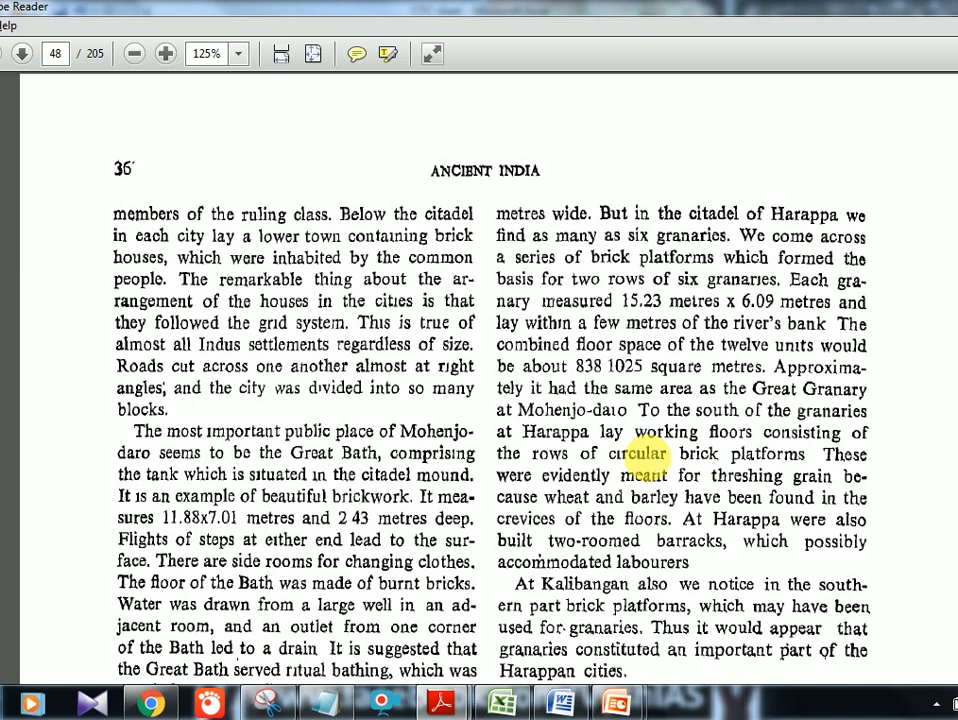 be Reader
Help
48 / 205
125%
36
ANCIENT INDIA
members of the ruling class. Below the citadel
in each city lay a lower town containing brick
houses, which were inhabited by the common
people. The remarkable thing about the ar-
rangement of the houses in the cities is that
they followed the grid system. This is true of
almost all Indus settlements regardless of size.
Roads cut across one another almost at right
angles, and the city was divided into so many
blocks.
The most important public place of Mohenjo-
daro seems to be the Great Bath, comprising
the tank which is situated in the citadel mound.
It is an example of beautiful brickwork. It mea-
sures 11.88x7.01 metres and 2 43 metres deep.
Flights of steps at either end lead to the sur-
face. There are side rooms for changing clothes.
The floor of the Bath was made of burnt bricks.
Water was drawn from a large well in an ad-
jacent room, and an outlet from one corner
of the Bath led to a drain It is suggested that
the Great Bath served ritual bathing, which was
metres wide. But in the citadel of Harappa we
find as many as six granaries. We come across
a series of brick platforms which formed the
basis for two rows of six granaries. Each gra-
nary measured 15.23 metres x 6.09 metres and
lay within a few metres of the river's bank The
combined floor space of the twelve units would
be about 838 1025 square metres. Approxima-
tely it had the same area as the Great Granary
at Mohenjo-daro To the south of the granaries
at Harappa lay working floors consisting of
the rows of circular brick platforms These
were evidently meant for threshing grain be-
cause wheat and barley have been found in the
crevices of the floors. At Harappa were also
built two-roomed barracks, which possibly
accommodated labourers
At Kalibangan also we notice in the south-
ern part brick platforms, which may have been
used for granaries. Thus it would appear that
granaries constituted an important part of the
Harappan cities.